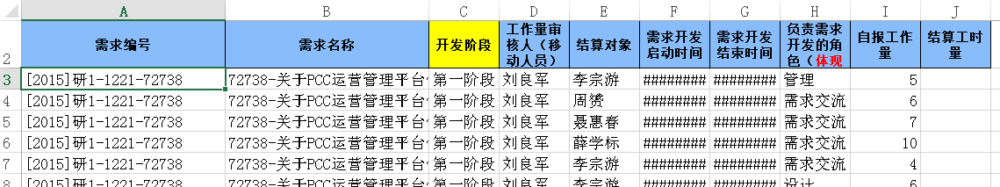 A B C D E F G H I J
2 需求编号 需求名称 开发阶段 工作量审核人（移动人员） 结算对象 需求开发启动时间 需求开发结束时间 负责需求开发的角色（体现 自报工作量 结算工时量
3 [2015]研1-1221-72738 72738-关于PCC运营管理平台 第一阶段 刘良军 李宗游 ######## ######## 管理 5
4 [2015]研1-1221-72738 72738-关于PCC运营管理平台 第一阶段 刘良军 周赟 ######## ######## 需求交流 6
5 [2015]研1-1221-72738 72738-关于PCC运营管理平台 第一阶段 刘良军 聂惠春 ######## ######## 需求交流 7
6 [2015]研1-1221-72738 72738-关于PCC运营管理平台 第一阶段 刘良军 薛学标 ######## ######## 需求交流 10
7 [2015]研1-1221-72738 72738-关于PCC运营管理平台 第一阶段 刘良军 李宗游 ######## ######## 需求交流 4
8 [2015]研1-1221-72738 72738-关于PCC运营管理平台 第一阶段 刘良军 李宗游 ######## ######## 设计 6